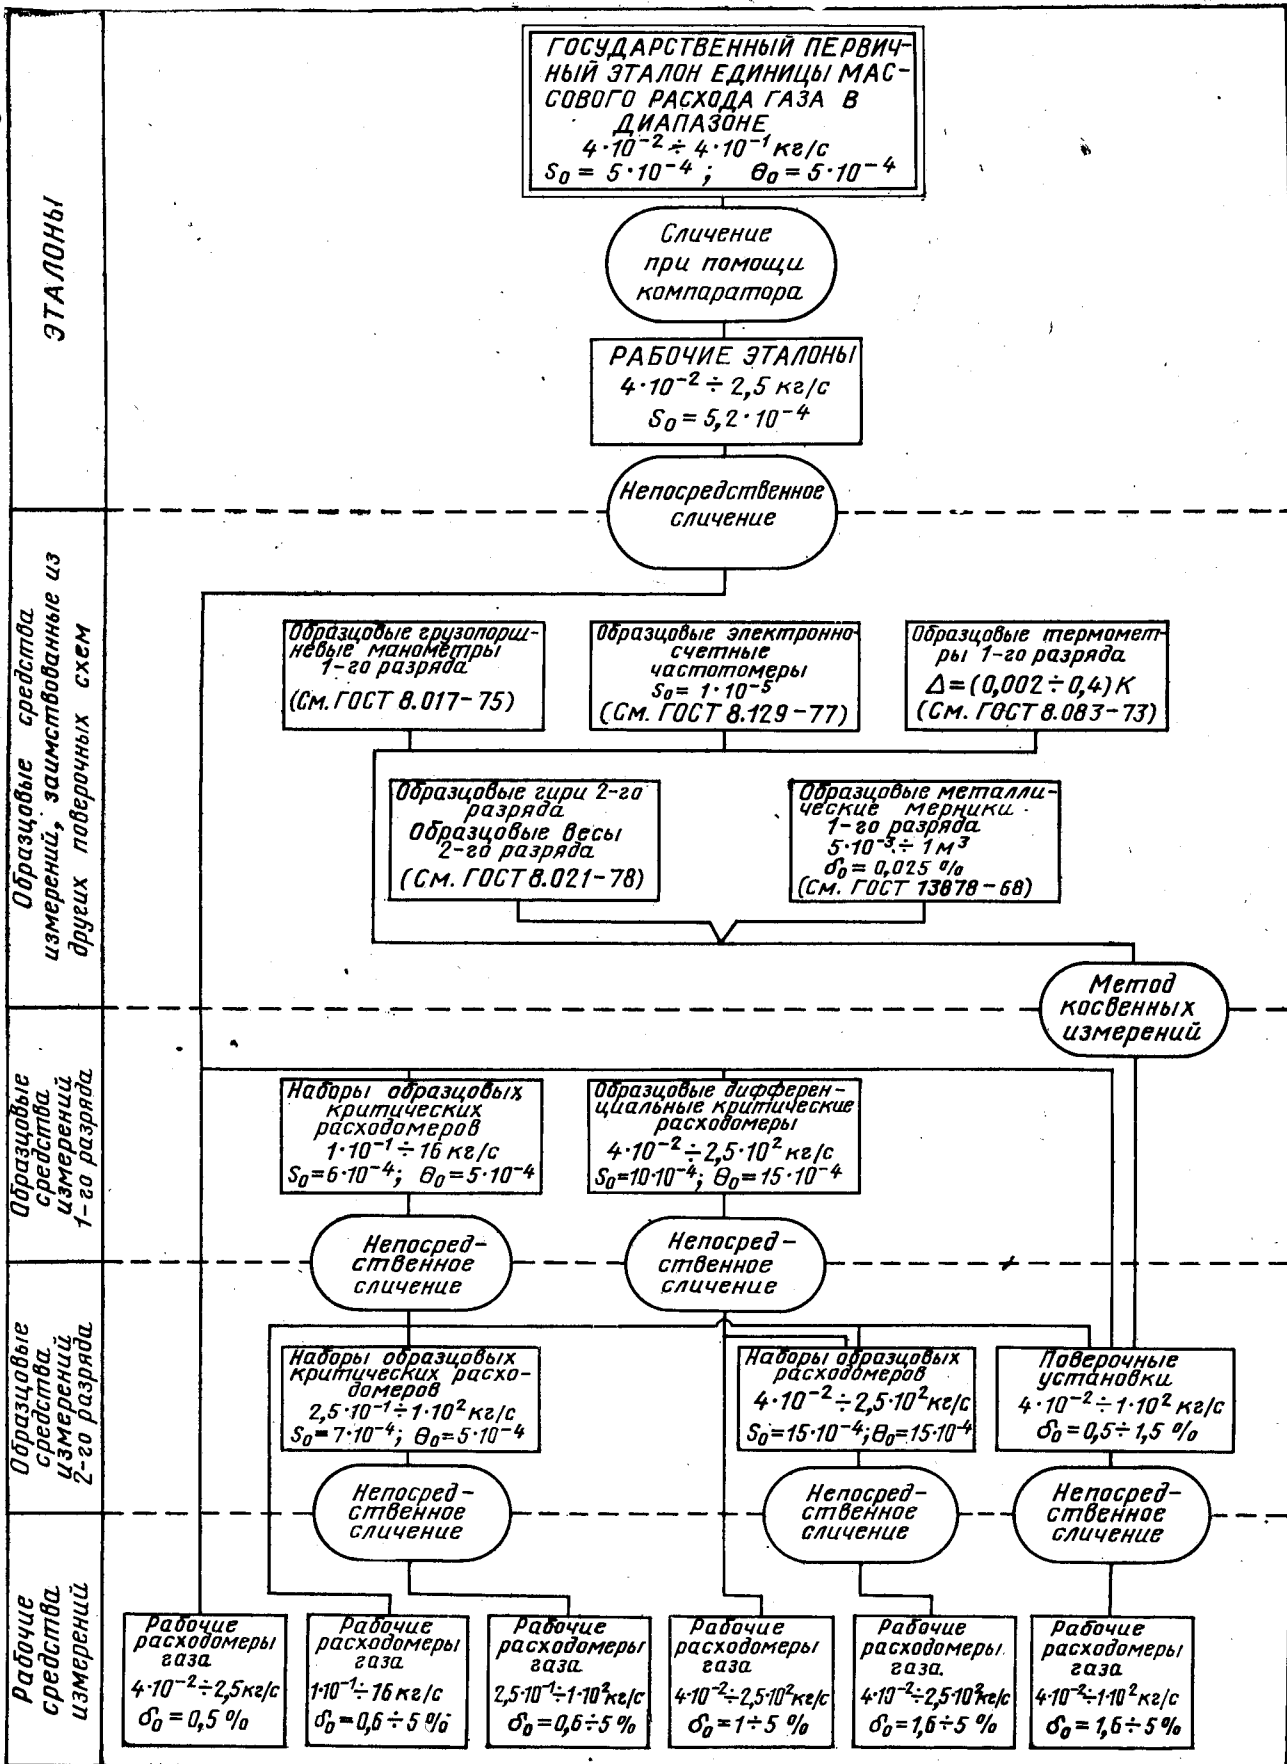 ЭТАЛОНЫ
ГОСУДАРСТВЕННЫЙ ПЕРВИЧ-
НЫЙ ЭТАЛОН ЕДИНИЦЫ МАС-
СОВОГО РАСХОДА ГАЗА В
ДИАПАЗОНЕ
4·10⁻² ÷ 4·10⁻¹ кг/с
S₀ = 5·10⁻⁴ ; θ₀ = 5·10⁻⁴
Сличение
при помощи
компаратора
РАБОЧИЕ ЭТАЛОНЫ
4·10⁻² ÷ 2,5 кг/с
S₀ = 5,2·10⁻⁴
Непосредственное
сличение
Образцовые средства
измерений, заимствованные из
других поверочных схем
Образцовые грузопорш-
невые манометры
1-го разряда
(См. ГОСТ 8.017-75)
Образцовые электронно-
счетные
частотомеры
S₀ = 1·10⁻⁵
(См. ГОСТ 8.129-77)
Образцовые термомет-
ры 1-го разряда
Δ=(0,002÷0,4) К
(См. ГОСТ 8.083-73)
Образцовые гири 2-го
разряда
Образцовые весы
2-го разряда
(См. ГОСТ 8.021-78)
Образцовые металли-
ческие мерники
1-го разряда
5·10⁻³ ÷ 1 м³
δ₀ = 0,025 %
(См. ГОСТ 13878-68)
Метод
косвенных
измерений
Образцовые
средства
измерений
1-го разряда
Наборы образцовых
критических
расходомеров
1·10⁻¹ ÷ 16 кг/с
S₀=6·10⁻⁴; θ₀=5·10⁻⁴
Образцовые дифферен-
циальные критические
расходомеры
4·10⁻² ÷ 2,5·10² кг/с
S₀=10·10⁻⁴; θ₀=15·10⁻⁴
Непосред-
ственное
сличение
Непосред-
ственное
сличение
Образцовые
средства
измерений
2-го разряда
Наборы образцовых
критических расхо-
домеров
2,5·10⁻¹ ÷ 1·10² кг/с
S₀=7·10⁻⁴; θ₀=5·10⁻⁴
Наборы образцовых
расходомеров
4·10⁻² ÷ 2,5·10² кг/с
S₀=15·10⁻⁴; θ₀=15·10⁻⁴
Поверочные
установки
4·10⁻² ÷ 1·10² кг/с
δ₀ = 0,5÷1,5 %
Непосред-
ственное
сличение
Непосред-
ственное
сличение
Непосред-
ственное
сличение
Рабочие
средства
измерений
Рабочие
расходомеры
газа
4·10⁻²÷2,5 кг/с
δ₀ = 0,5 %
Рабочие
расходомеры
газа
1·10⁻¹÷16 кг/с
δ₀ = 0,6÷5 %
Рабочие
расходомеры
газа
2,5·10⁻¹÷1·10² кг/с
δ₀ = 0,6÷5 %
Рабочие
расходомеры
газа
4·10⁻²÷2,5·10² кг/с
δ₀ = 1÷5 %
Рабочие
расходомеры
газа.
4·10⁻²÷2,5·10² кг/с
δ₀ = 1,6÷5 %
Рабочие
расходомеры
газа
4·10⁻²÷1·10² кг/с
δ₀ = 1,6÷5 %